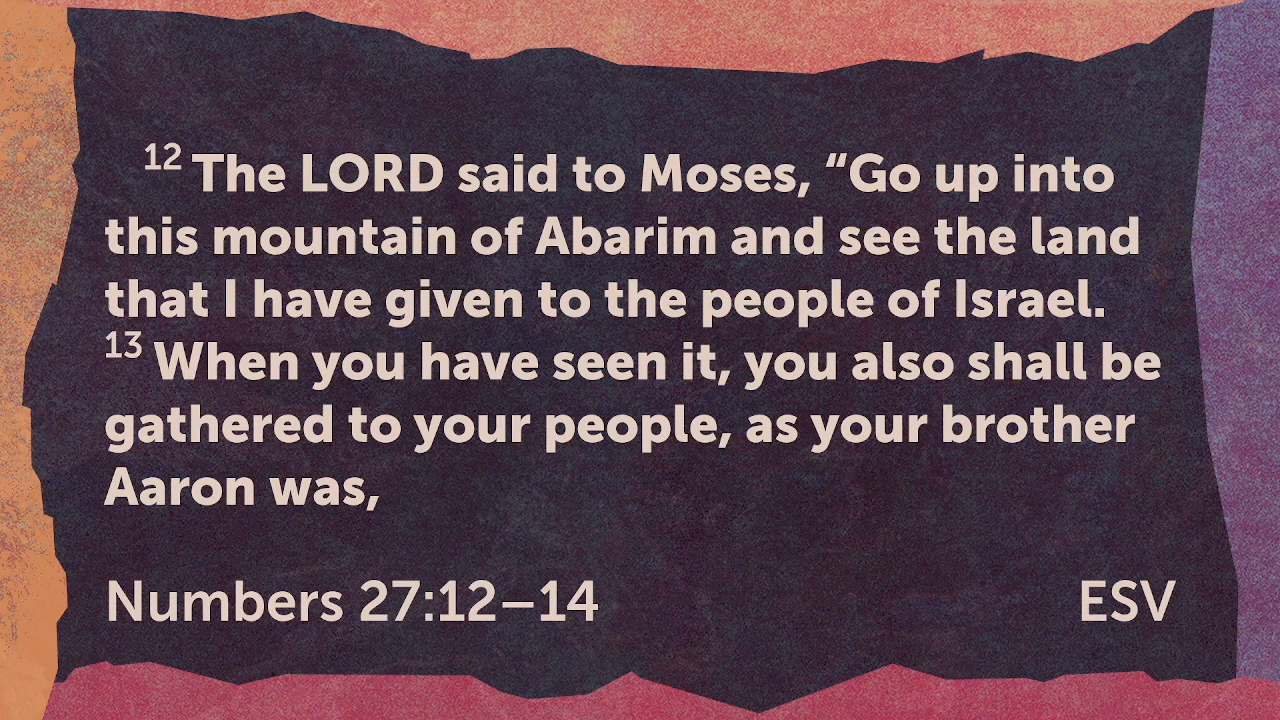 12 The LORD said to Moses, “Go up into
this mountain of Abarim and see the land
that I have given to the people of Israel.
13 When you have seen it, you also shall be
gathered to your people, as your brother
Aaron was,
Numbers 27:12–14
ESV